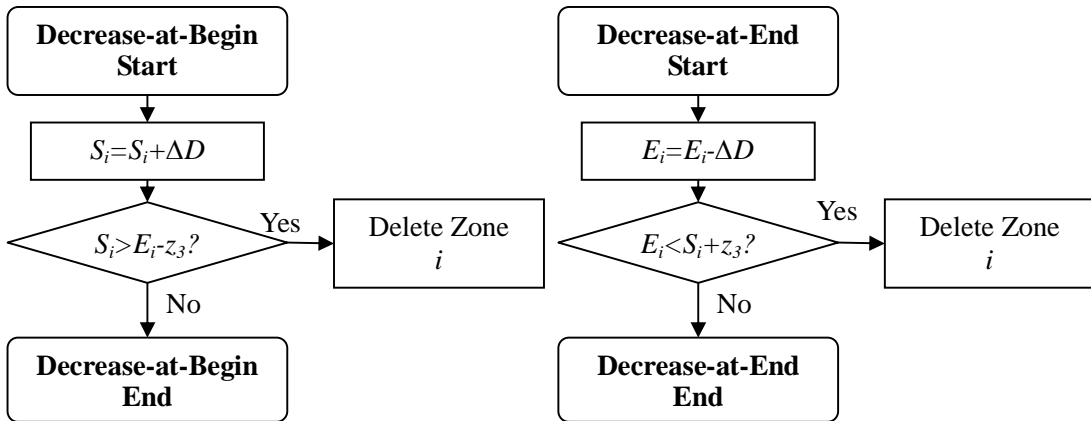 Decrease-at-Begin
Start
S_i=S_i+ΔD
S_i>E_i-z_3?
Yes
Delete Zone
i
No
Decrease-at-Begin
End
Decrease-at-End
Start
E_i=E_i-ΔD
E_i<S_i+z_3?
Yes
Delete Zone
i
No
Decrease-at-End
End